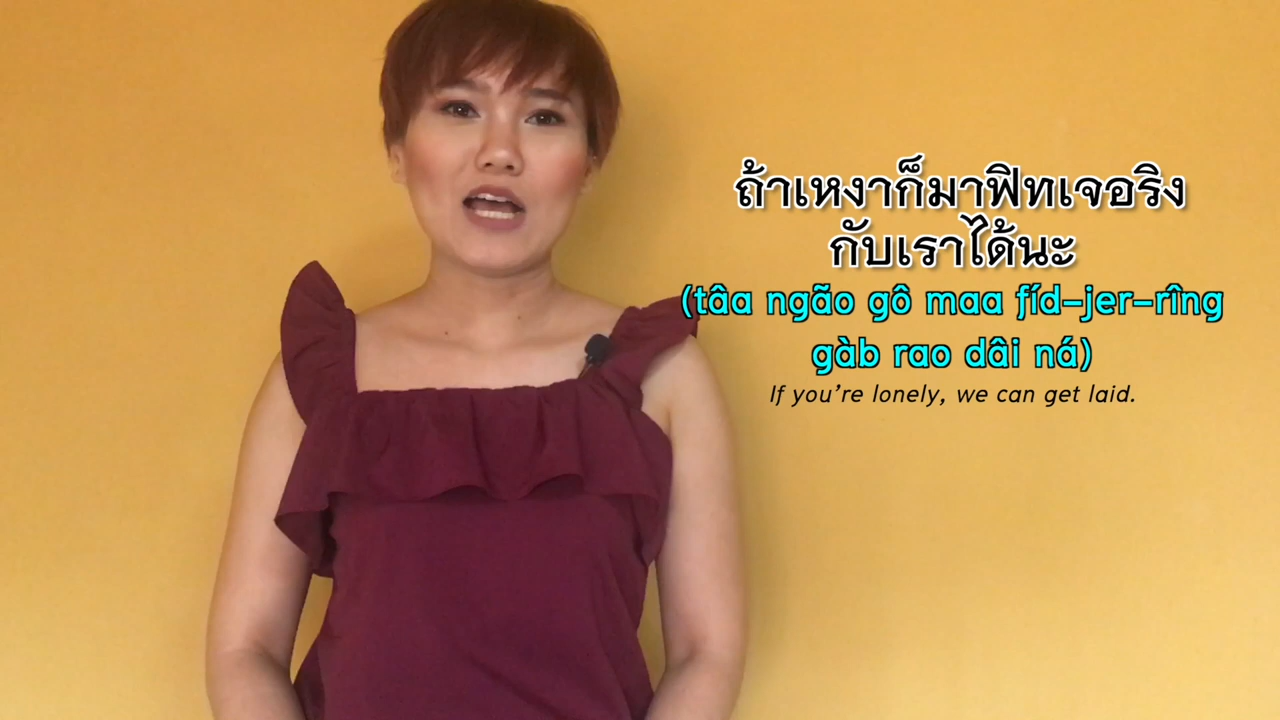 ถ้าเหงาก็มาฟิทเจอริง
กับเราได้นะ
(tâa ngão gô maa fíd-jer-rîng
gàb rao dâi ná)
If you're lonely, we can get laid.